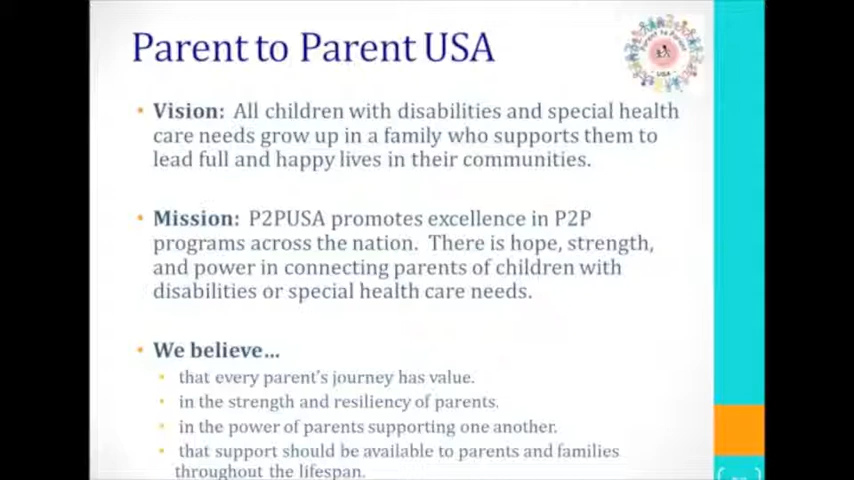 Parent to Parent USA
Parent to Parent
USA
• Vision: All children with disabilities and special health
care needs grow up in a family who supports them to
lead full and happy lives in their communities.
• Mission: P2PUSA promotes excellence in P2P
programs across the nation. There is hope, strength,
and power in connecting parents of children with
disabilities or special health care needs.
• We believe...
• that every parent's journey has value.
• in the strength and resiliency of parents.
• in the power of parents supporting one another.
• that support should be available to parents and families
throughout the lifespan.